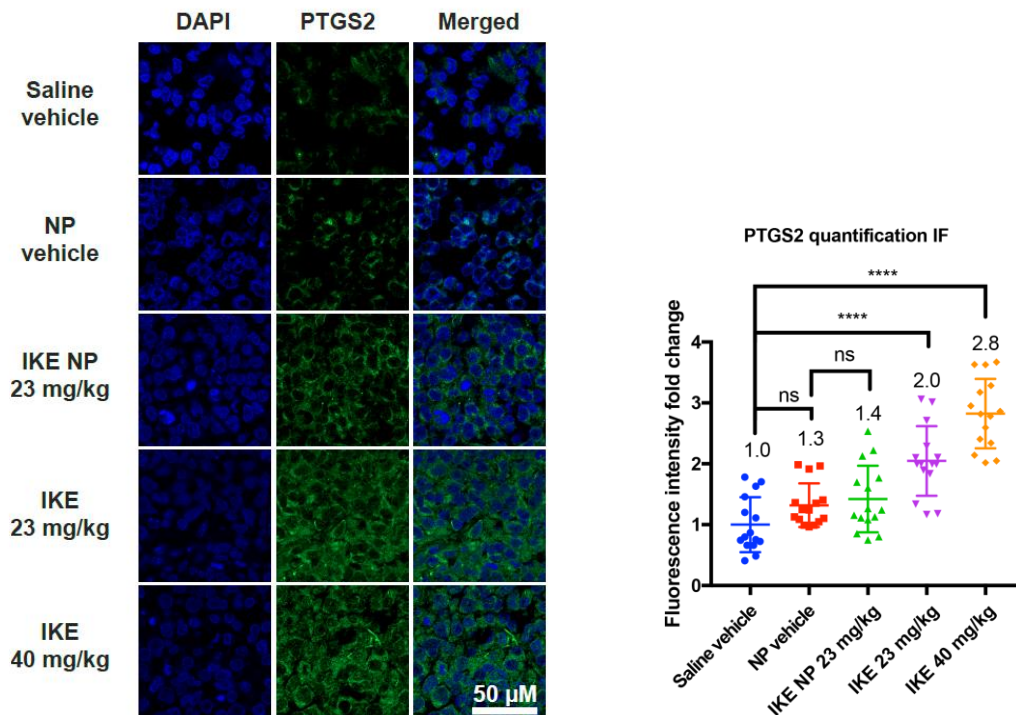 DAPI PTGS2 Merged
Saline
vehicle
NP
vehicle
IKE NP
23 mg/kg
IKE
23 mg/kg
IKE
40 mg/kg
50 µM
PTGS2 quantification IF
Fluorescence intensity fold change
4
3
2
1
0
****
****
ns
ns
1.0
1.3
1.4
2.0
2.8
Saline vehicle
NP vehicle
IKE NP 23 mg/kg
IKE 23 mg/kg
IKE 40 mg/kg